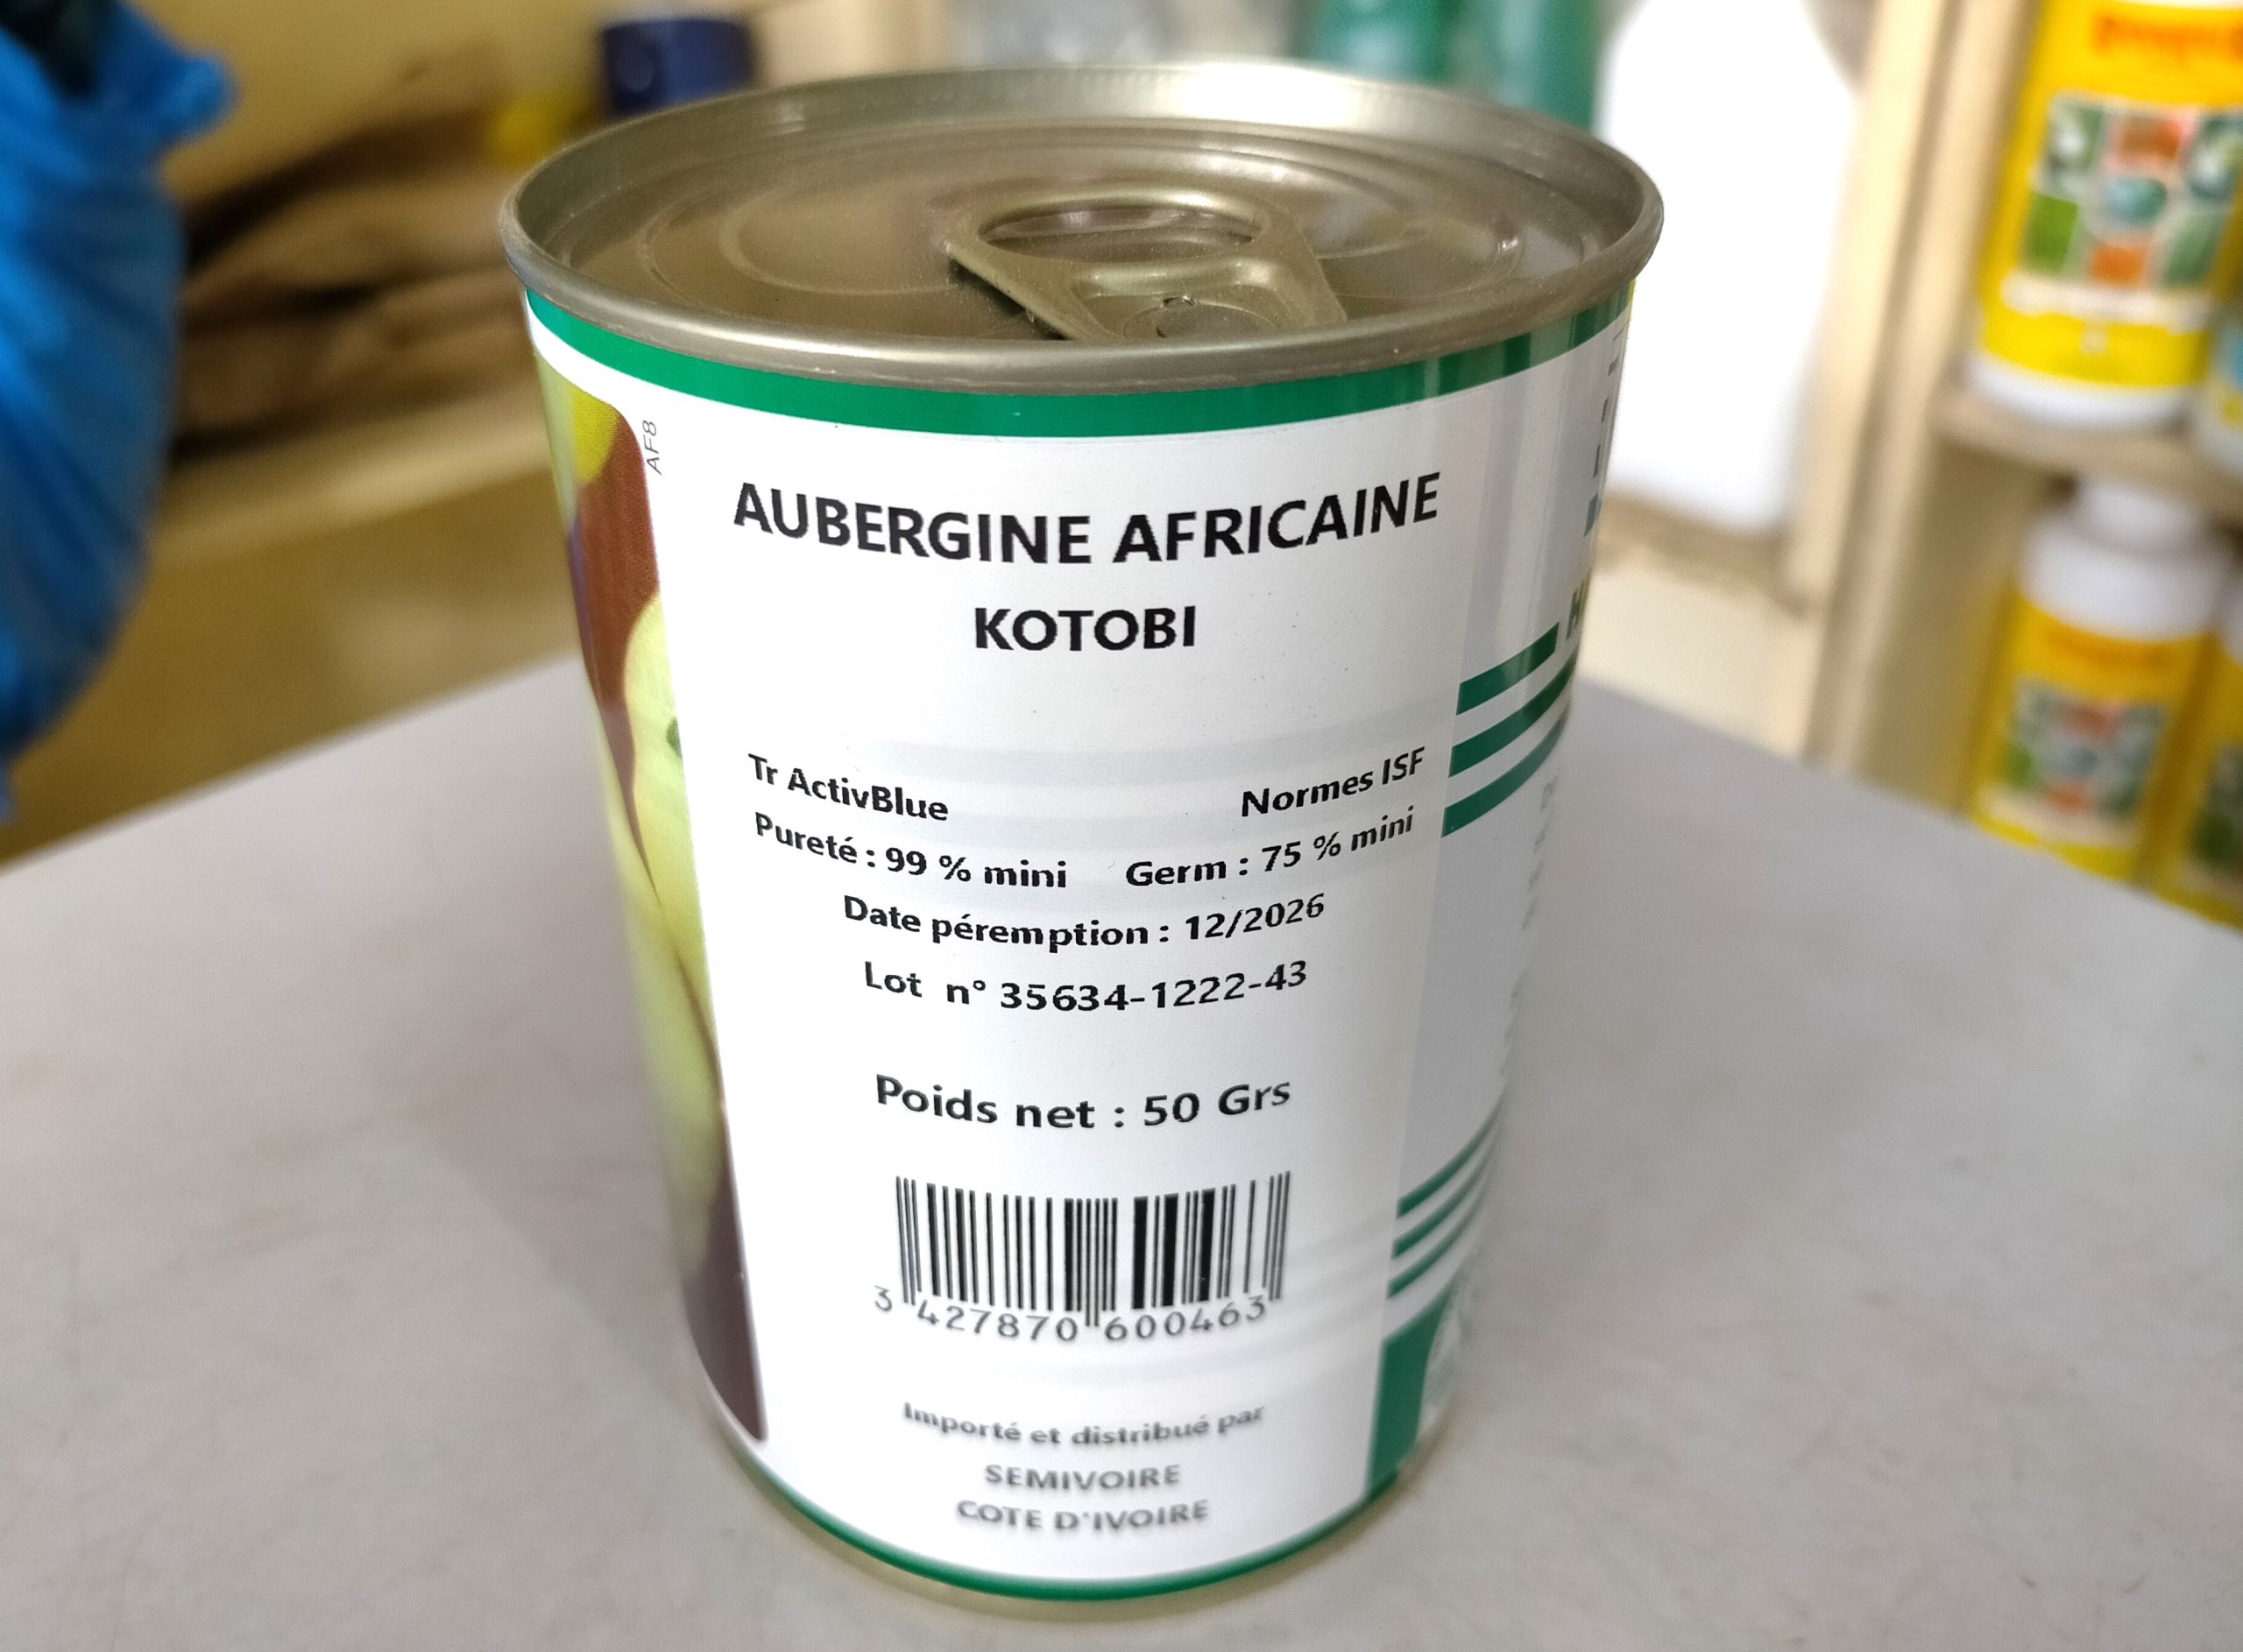 AF8
AUBERGINE AFRICAINE
KOTOBI
Tr ActivBlue Normes ISF
Pureté : 99 % mini Germ : 75 % mini
Date péremption : 12/2026
Lot n° 35634-1222-43
Poids net : 50 Grs
3 427870 600463
Importé et distribué par
SEMIVOIRE
COTE D'IVOIRE